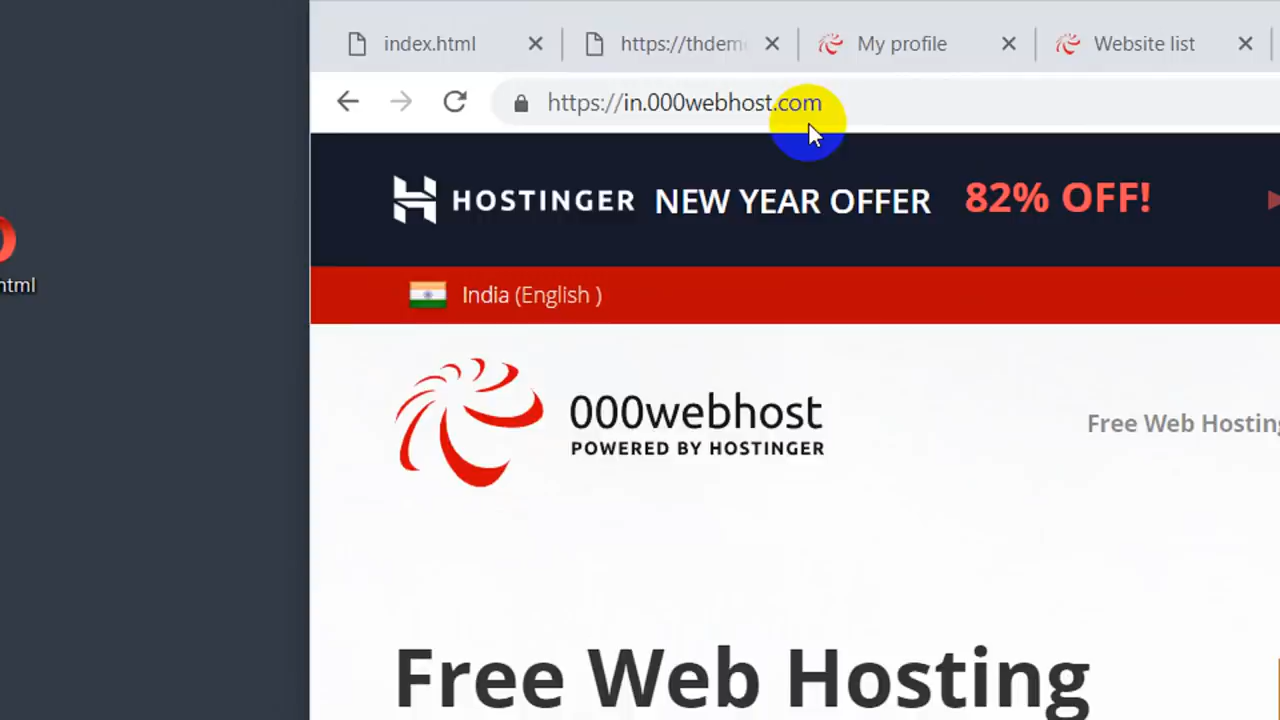 index.html
https://thdem
My profile
Website list
https://in.000webhost.com
HOSTINGER NEW YEAR OFFER 82% OFF!
html
India (English )
000webhost
POWERED BY HOSTINGER
Free Web Hosting
Free Web Hosting